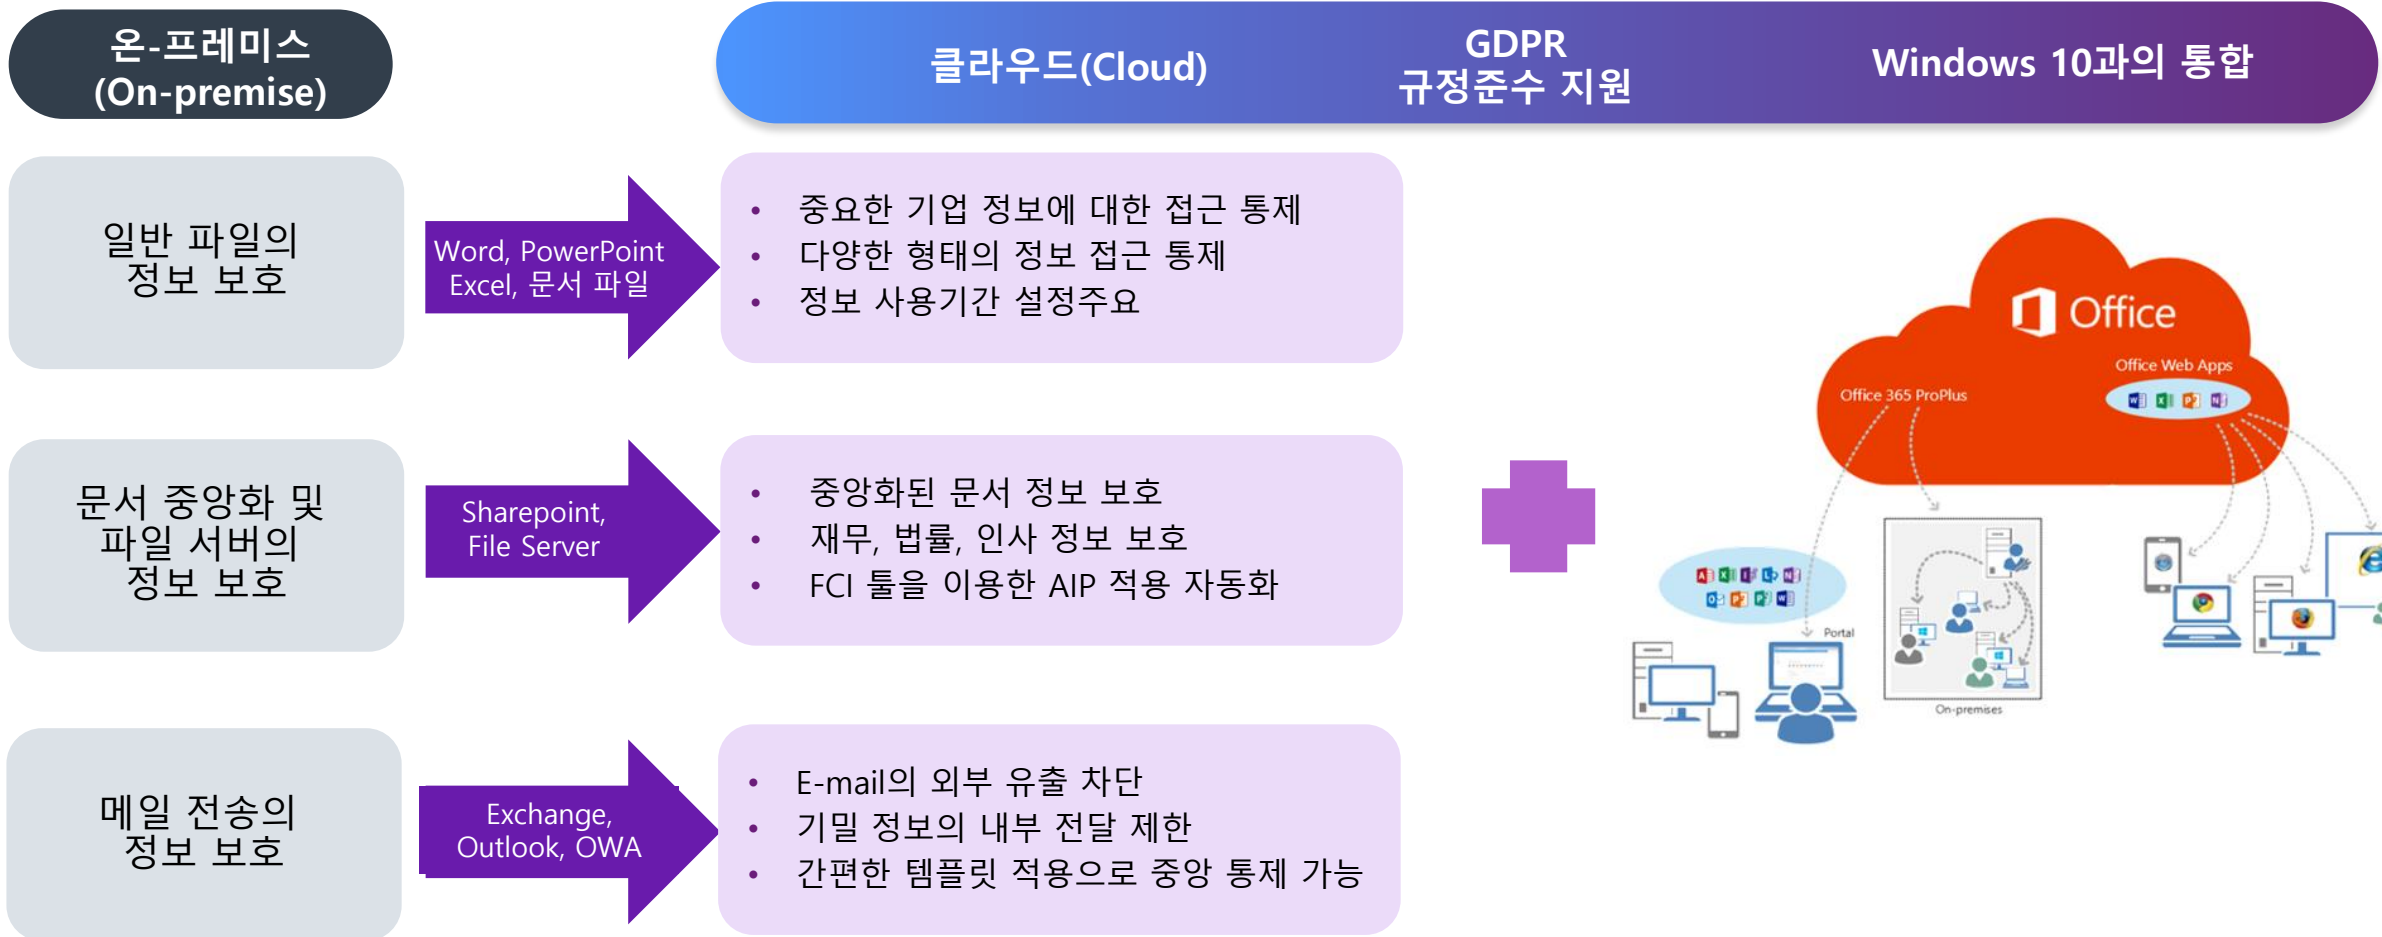 온-프레미스
(On-premise)
클라우드(Cloud)
GDPR
규정준수 지원
Windows 10과의 통합
일반 파일의
정보 보호
Word, PowerPoint
Excel, 문서 파일
• 중요한 기업 정보에 대한 접근 통제
• 다양한 형태의 정보 접근 통제
• 정보 사용기간 설정주요
문서 중앙화 및
파일 서버의
정보 보호
Sharepoint,
File Server
• 중앙화된 문서 정보 보호
• 재무, 법률, 인사 정보 보호
• FCI 툴을 이용한 AIP 적용 자동화
메일 전송의
정보 보호
Exchange,
Outlook, OWA
• E-mail의 외부 유출 차단
• 기밀 정보의 내부 전달 제한
• 간편한 템플릿 적용으로 중앙 통제 가능
Office
Office Web Apps
Office 365 ProPlus
Portal
On-premises